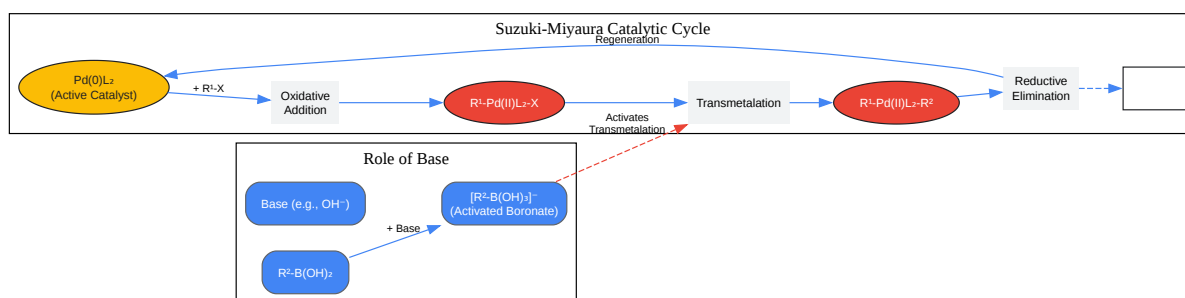 Suzuki-Miyaura Catalytic Cycle
Regeneration
Pd(0)L₂
(Active Catalyst)
+ R¹-X
Oxidative
Addition
R¹-Pd(II)L₂-X
Transmetalation
R¹-Pd(II)L₂-R²
Reductive
Elimination
Activates
Transmetalation
Role of Base
Base (e.g., OH⁻)
[R²-B(OH)₃]⁻
(Activated Boronate)
+ Base
R²-B(OH)₂